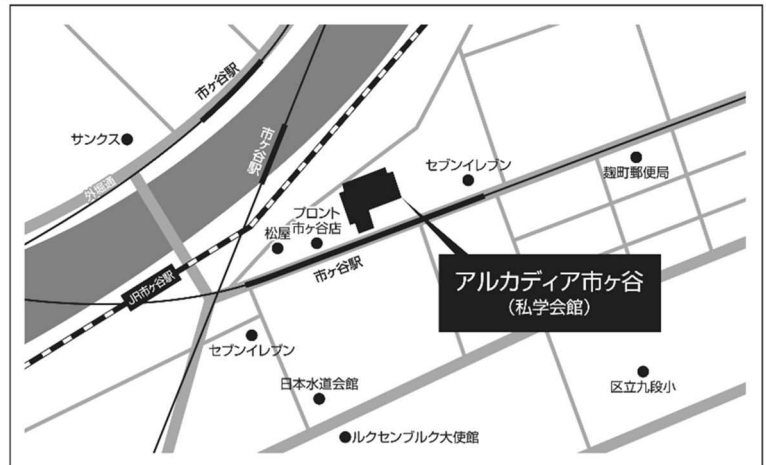 市ヶ谷駅
サンクス
市ヶ谷駅
外堀通
セブンイレブン
麹町郵便局
プロント
市ヶ谷店
松屋
市ヶ谷駅
アルカディア市ヶ谷
（私学会館）
JR市ヶ谷駅
セブンイレブン
日本水道会館
区立九段小
ルクセンブルク大使館